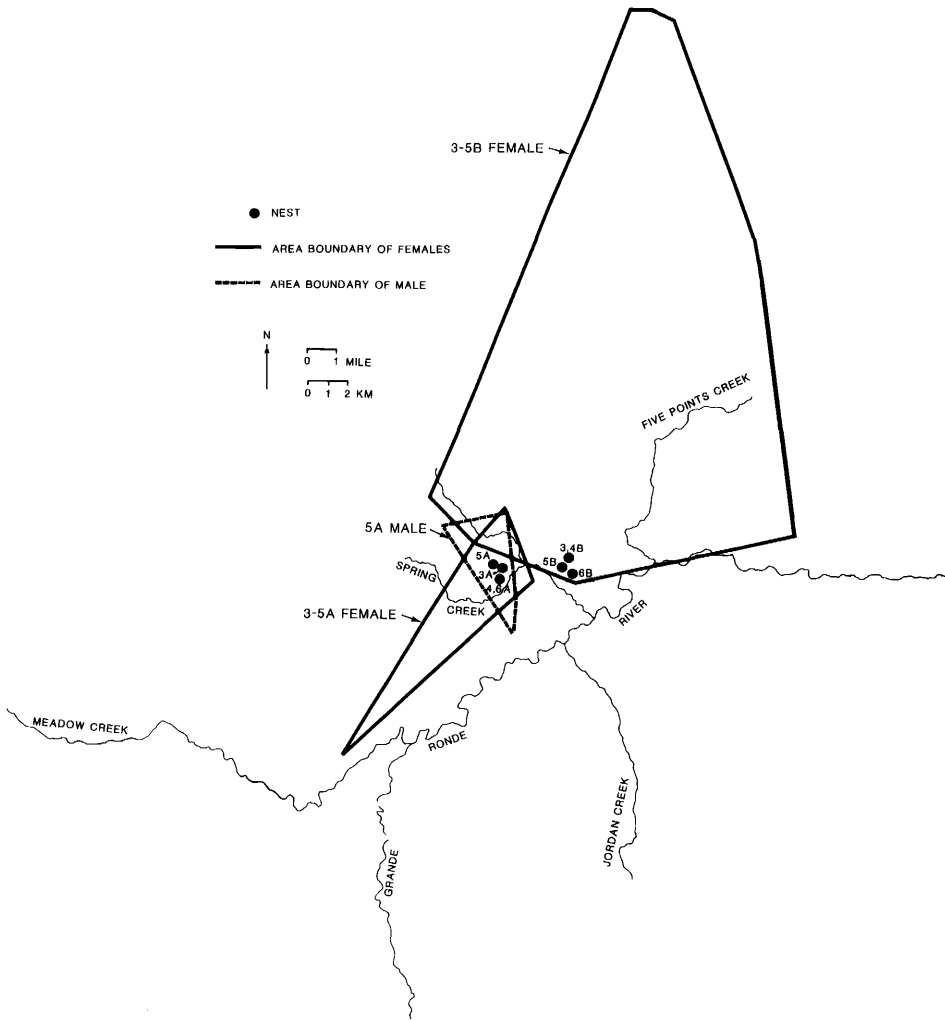 3-5B FEMALE
NEST
AREA BOUNDARY OF FEMALES
AREA BOUNDARY OF MALE
N
0 1 MILE
0 1 2 KM
FIVE POINTS CREEK
5A MALE
3,4B
5A
5B
6B
SPRING
3A
4,6A
CREEK
3-5A FEMALE
RIVER
MEADOW CREEK
RONDE
JORDAN CREEK
GRANDE